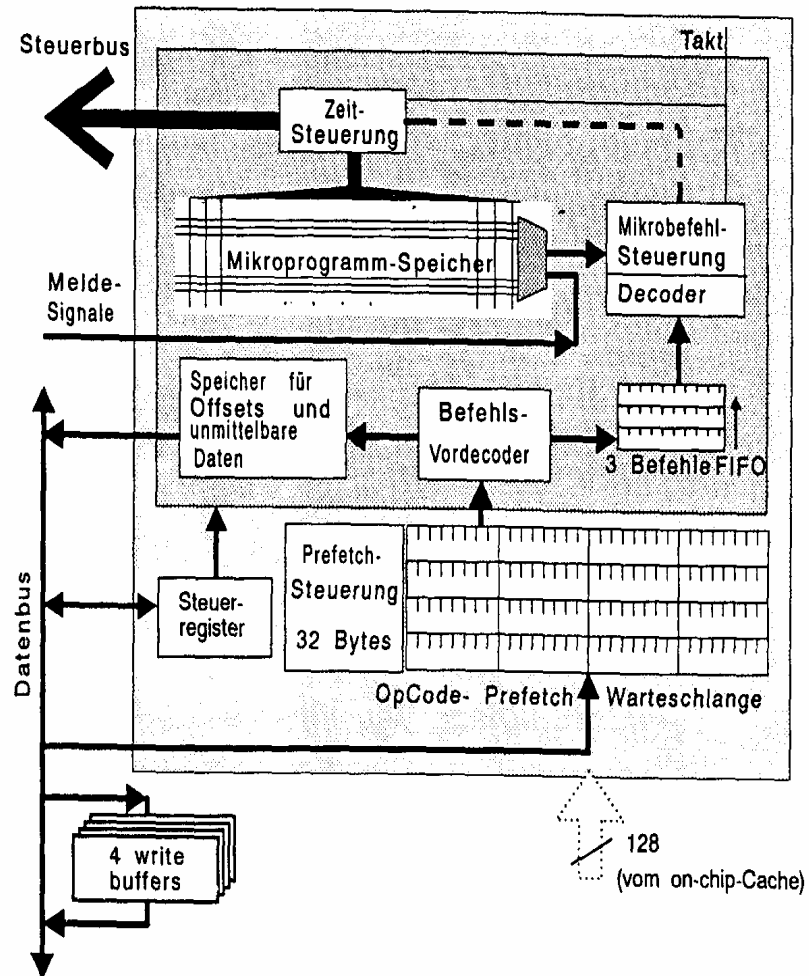 Takt
Steuerbus
Zeit-
Steuerung
Mikroprogramm-Speicher
Mikrobefehl-
Steuerung
Decoder
Melde-
Signale
Speicher für
Offsets und
unmittelbare
Daten
Befehls-
Vordecoder
3 Befehle FIFO
Prefetch-
Steuerung
32 Bytes
Steuer-
register
OpCode- Prefetch Warteschlange
Datenbus
4 write
buffers
128
(vom on-chip-Cache)